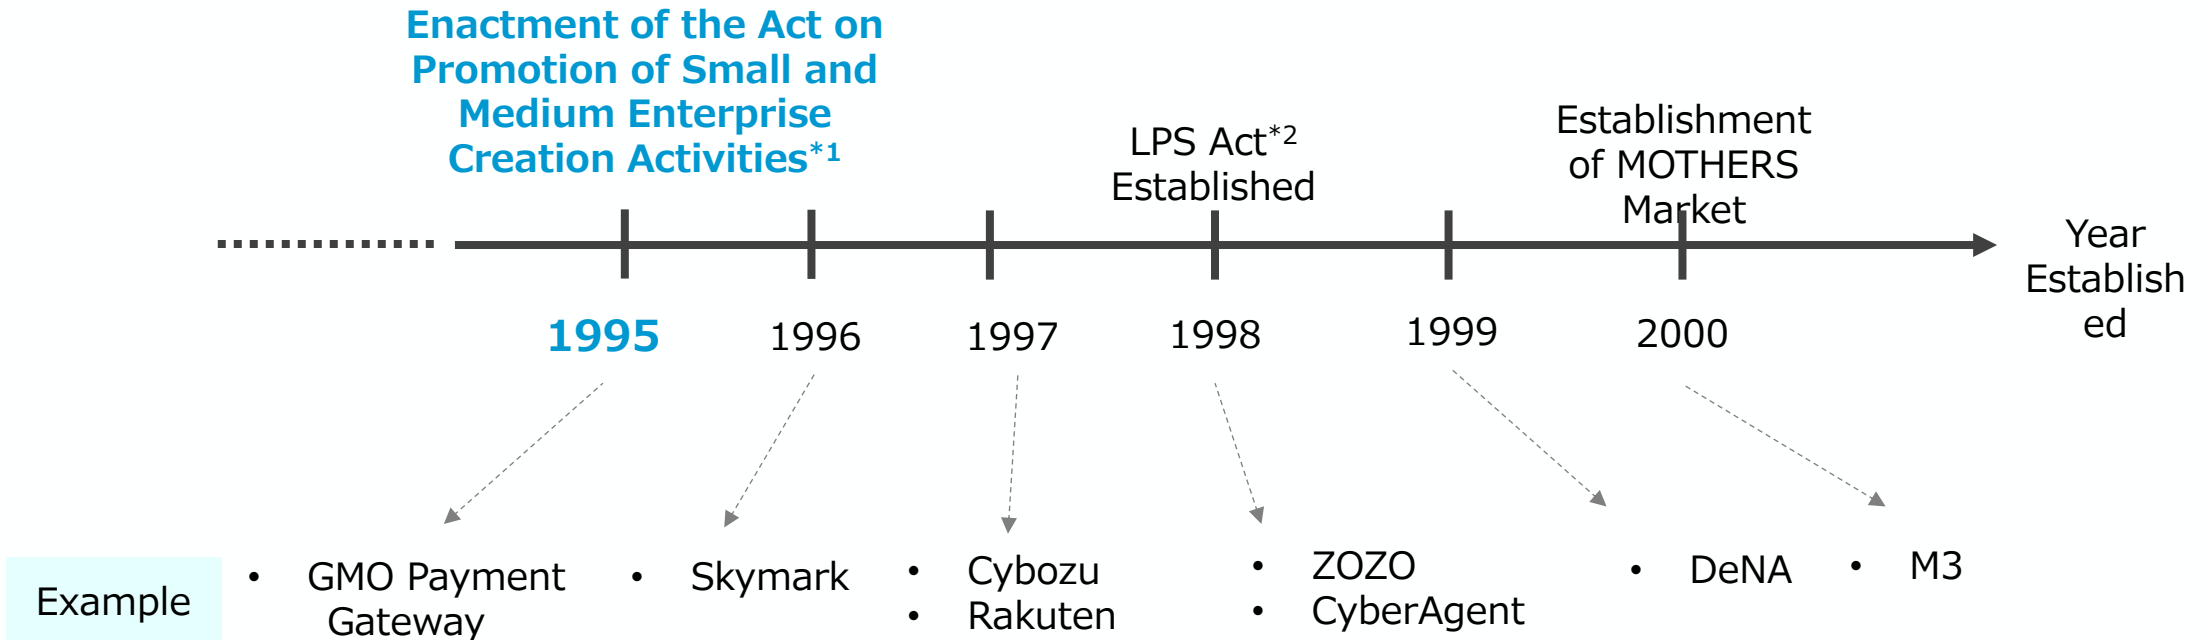 Enactment of the Act on
Promotion of Small and
Medium Enterprise
Creation Activities*1
LPS Act*2
Established
Establishment
of MOTHERS
Market
Year
Establish
ed
1995
1996
1997
1998
1999
2000
Example
• GMO Payment
Gateway
• Skymark
• Cybozu
• Rakuten
• ZOZO
• CyberAgent
• DeNA
• M3